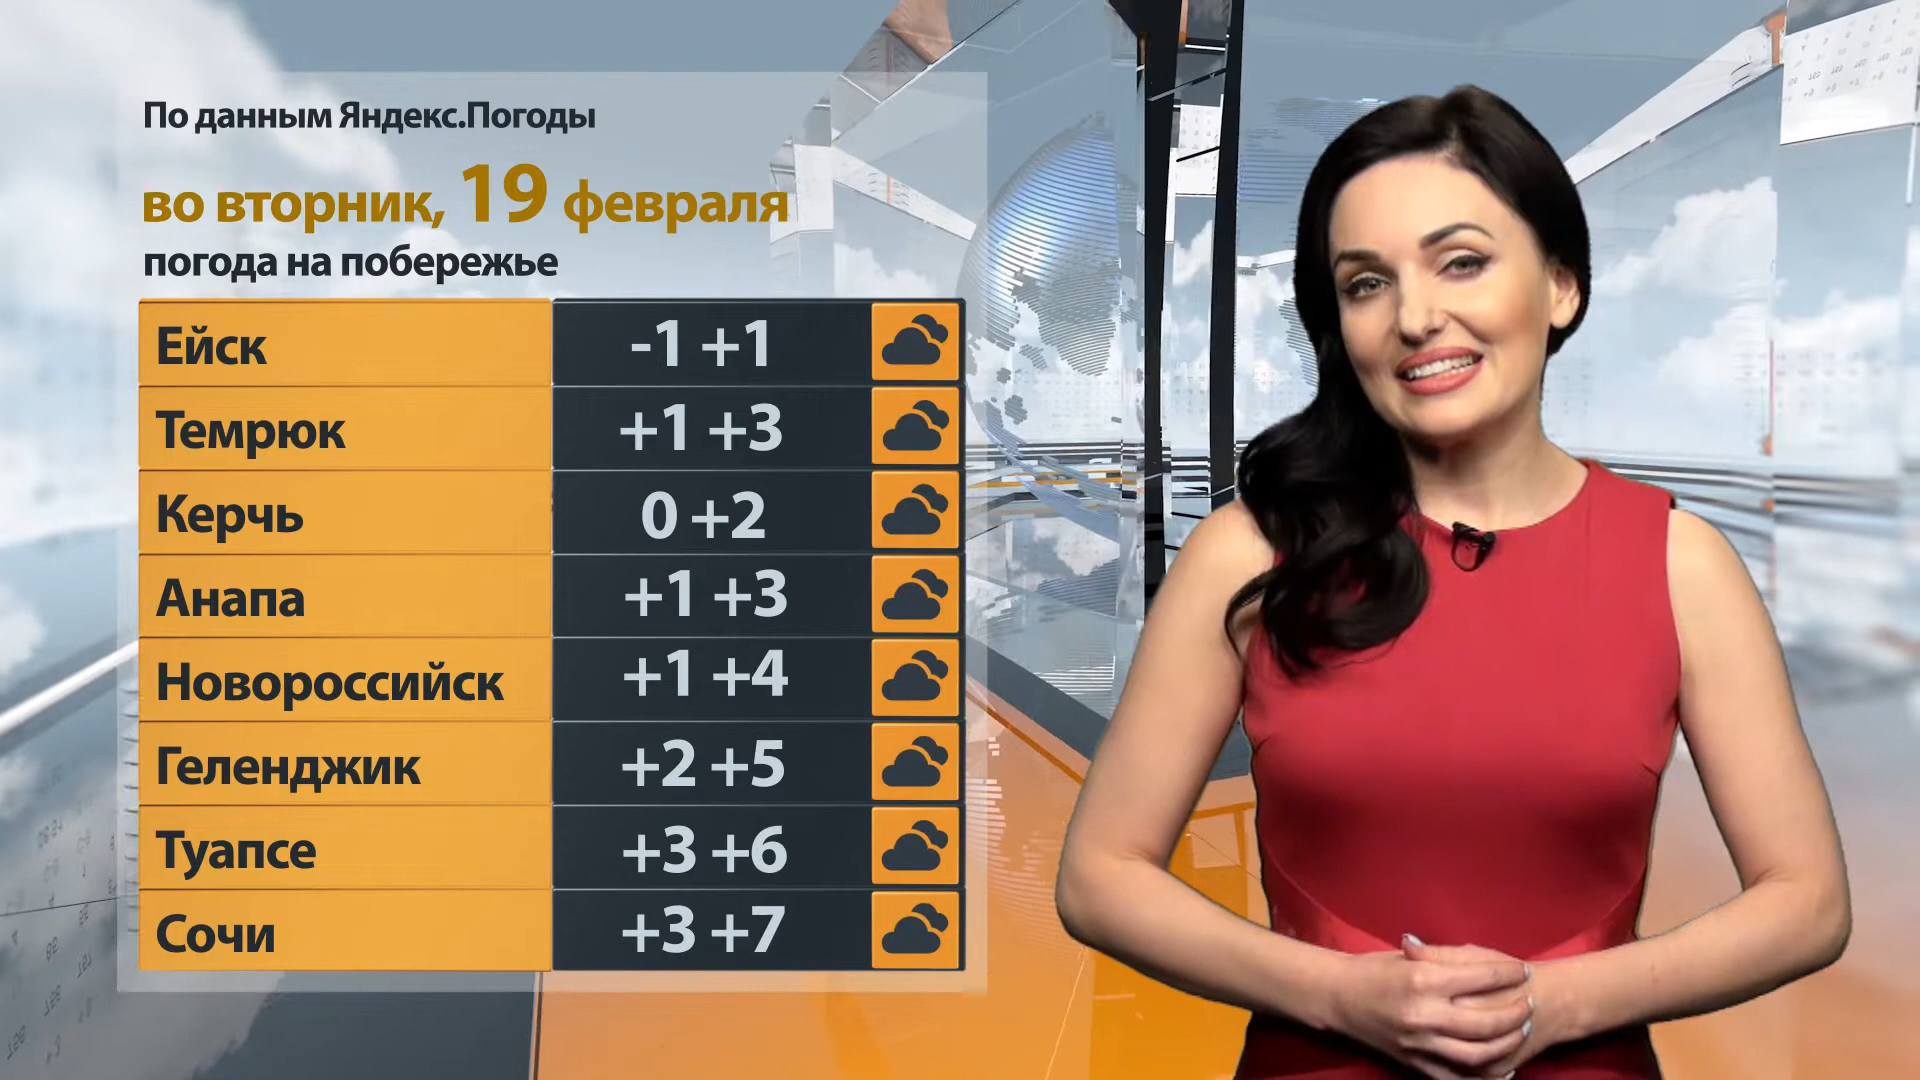 По данным Яндекс.Погоды
во вторник, 19 февраля
погода на побережье
Ейск -1 +1
Темрюк +1 +3
Керчь 0 +2
Анапа +1 +3
Новороссийск +1 +4
Геленджик +2 +5
Туапсе +3 +6
Сочи +3 +7